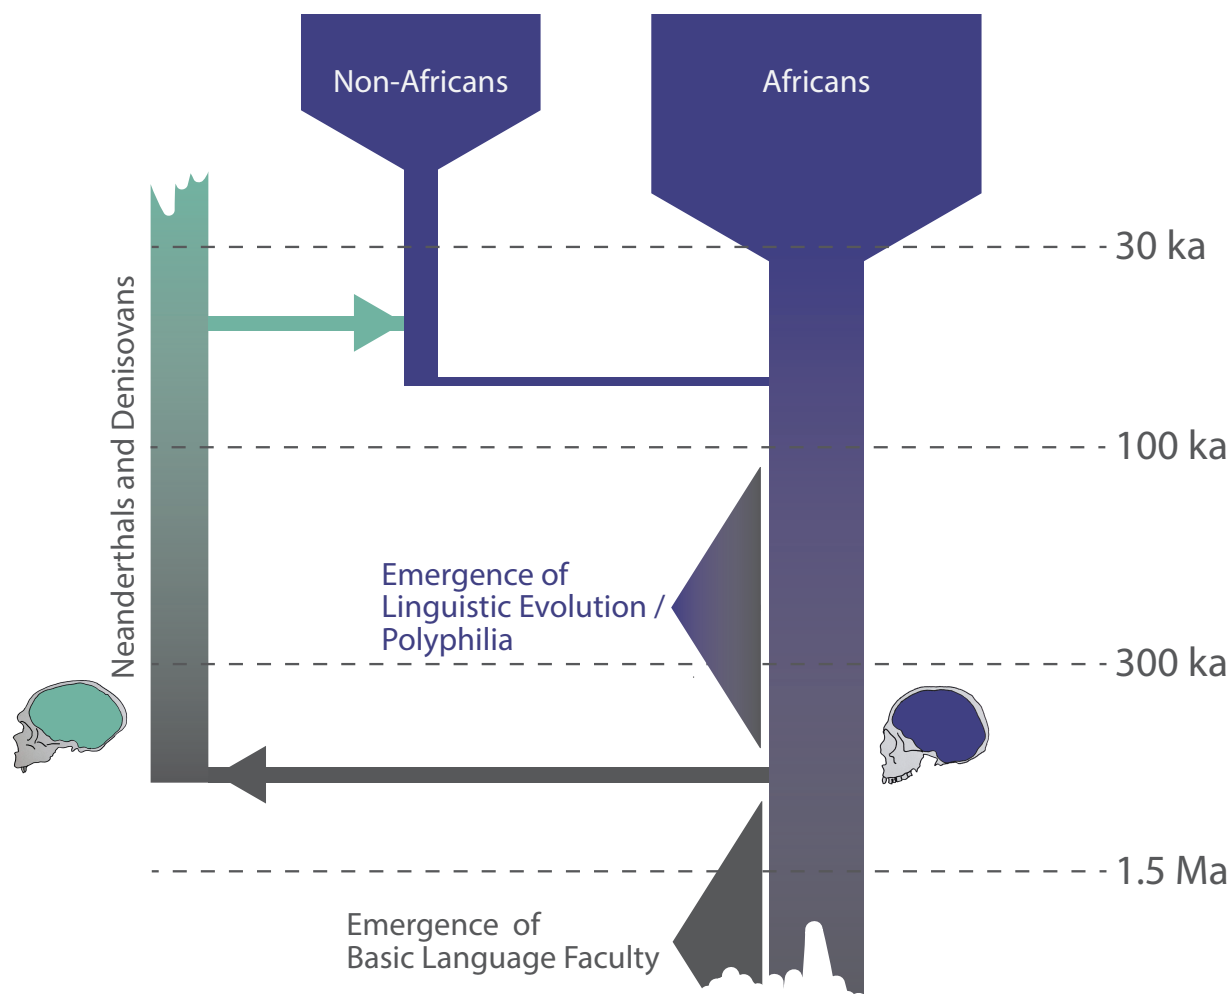 Non-Africans
Africans
30 ka
Neanderthals and Denisovans
100 ka
Emergence of
Linguistic Evolution /
Polyphilia
300 ka
1.5 Ma
Emergence of
Basic Language Faculty